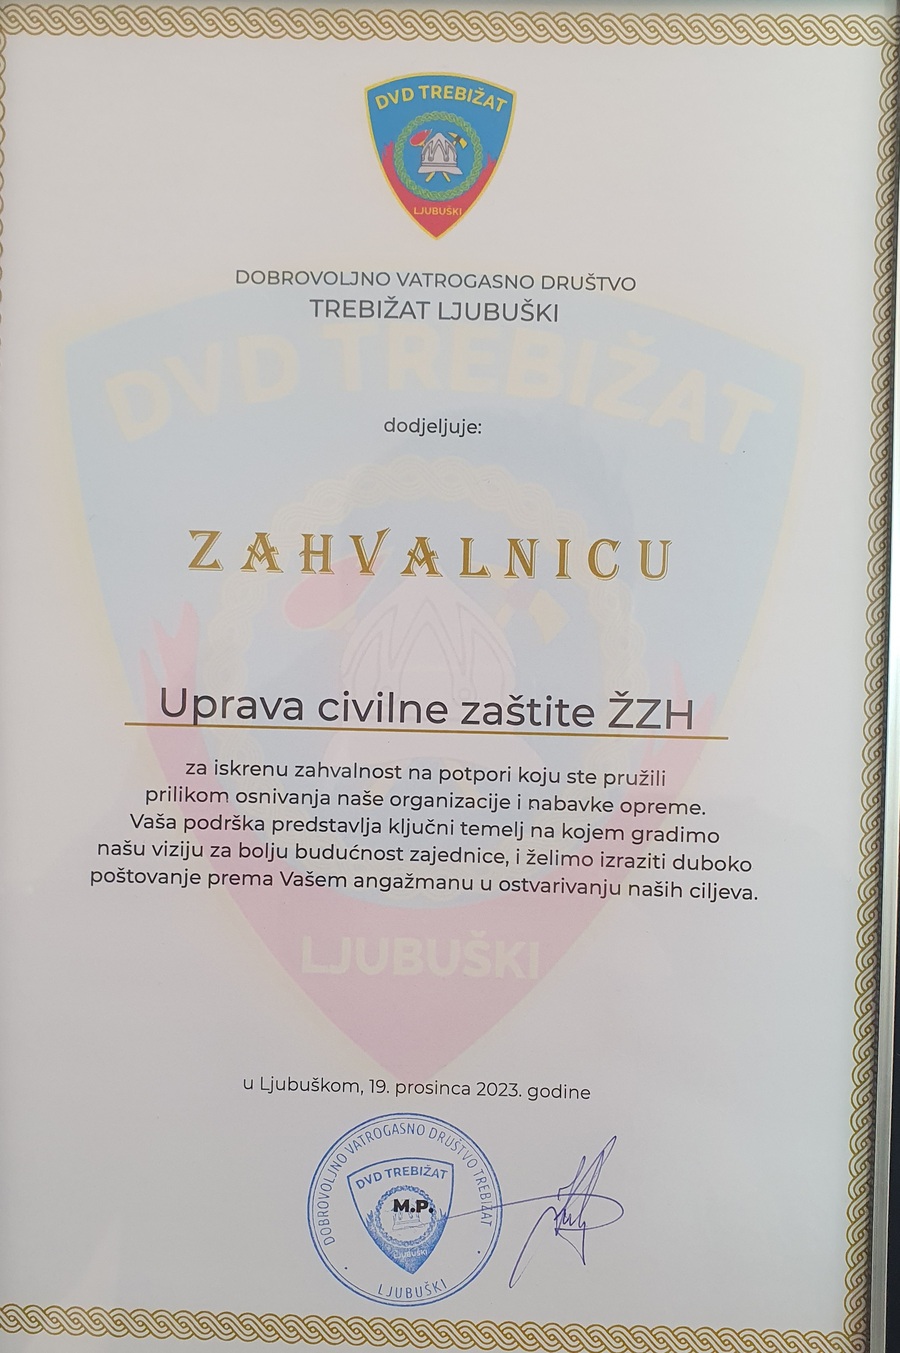 DVD TREBIŽAT
LJUBUŠKI
DOBROVOLJNO VATROGASNO DRUŠTVO
TREBIŽAT LJUBUŠKI
DVD TREBIŽAT
dodjeljuje:
ZAHVALNICU
Uprava civilne zaštite ŽZH
za iskrenu zahvalnost na potpori koju ste pružili
prilikom osnivanja naše organizacije i nabavke opreme.
Vaša podrška predstavlja ključni temelj na kojem gradimo
našu viziju za bolju budućnost zajednice, i želimo izraziti duboko
poštovanje prema Vašem angažmanu u ostvarivanju naših ciljeva.
LJUBUŠKI
u Ljubuškom, 19. prosinca 2023. godine
DOBROVOLJNO VATROGASNO DRUŠTVO TREBIŽAT
DVD TREBIŽAT
M.P.
LJUBUŠKI
LJUBUŠKI